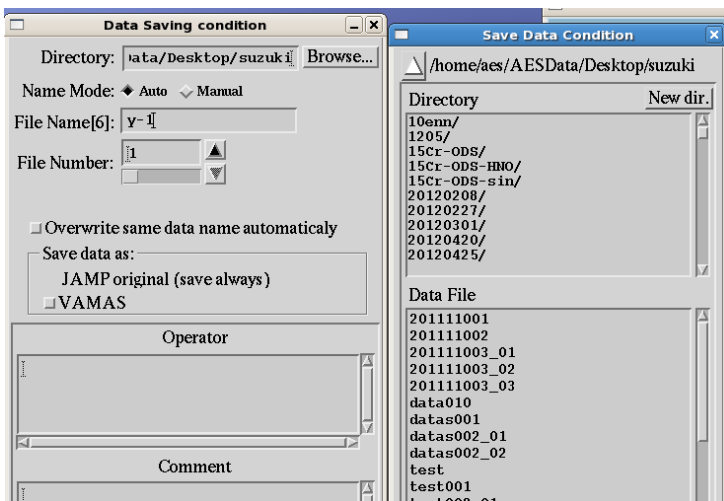 Data Saving condition
Directory: ata/Desktop/suzuki Browse...
Name Mode: Auto Manual
File Name[6]: y-1
File Number: 1
Overwrite same data name automaticaly
Save data as:
JAMP original (save always)
VAMAS
Operator
Comment
Save Data Condition
/home/aes/AESData/Desktop/suzuki
Directory New dir.
10enn/
1205/
15Cr-ODS/
15Cr-ODS-HNO/
15Cr-ODS-sin/
20120208/
20120227/
20120301/
20120420/
20120425/
Data File
201111001
201111002
201111003_01
201111003_02
201111003_03
data010
datas001
datas002_01
datas002_02
test
test001